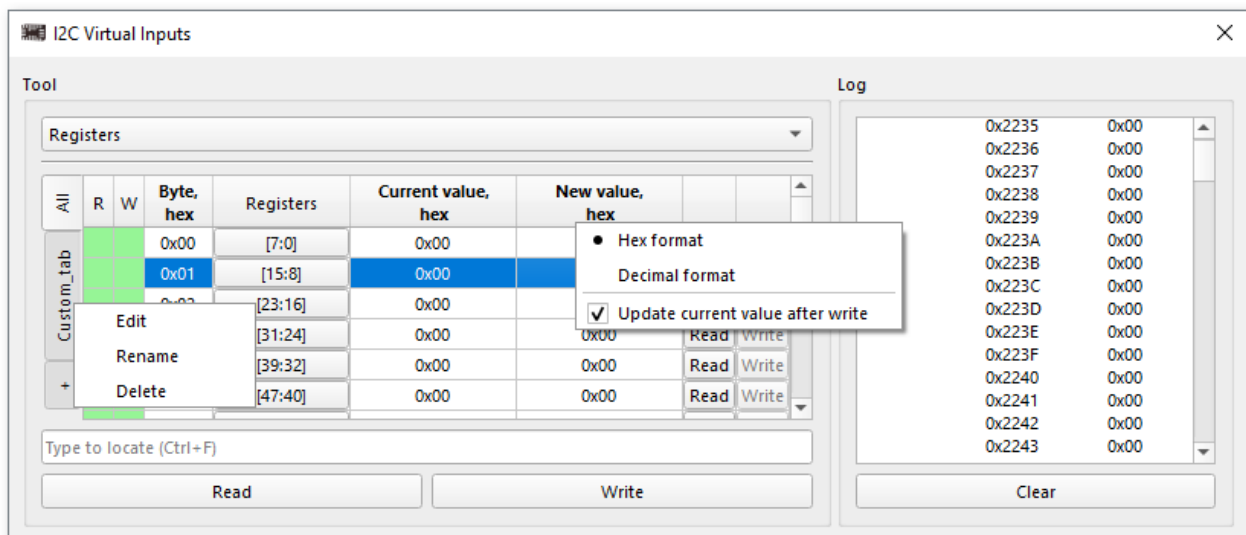 I2C Virtual Inputs
Tool
Registers
All
Custom_tab
+
R W Byte, hex Registers Current value, hex New value, hex
0x00 [7:0] 0x00
0x01 [15:8] 0x00
[23:16] 0x00
[31:24] 0x00 0x00 Read Write
[39:32] 0x00 0x00 Read Write
[47:40] 0x00 0x00 Read Write
Edit
Rename
Delete
Hex format
Decimal format
Update current value after write
Type to locate (Ctrl+F)
Read Write
Log
0x2235 0x00
0x2236 0x00
0x2237 0x00
0x2238 0x00
0x2239 0x00
0x223A 0x00
0x223B 0x00
0x223C 0x00
0x223D 0x00
0x223E 0x00
0x223F 0x00
0x2240 0x00
0x2241 0x00
0x2242 0x00
0x2243 0x00
Clear